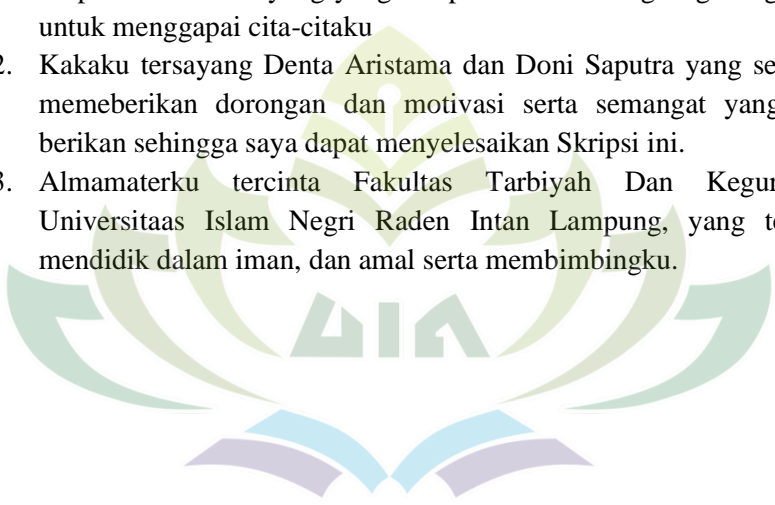 untuk menggapai cita-citaku
2. Kakaku tersayang Denta Aristama dan Doni Saputra yang se
memeberikan dorongan dan motivasi serta semangat yang
berikan sehingga saya dapat menyelesaikan Skripsi ini.
3. Almamaterku tercinta Fakultas Tarbiyah Dan Kegur
Universitaas Islam Negri Raden Intan Lampung, yang te
mendidik dalam iman, dan amal serta membimbingku.
UIN